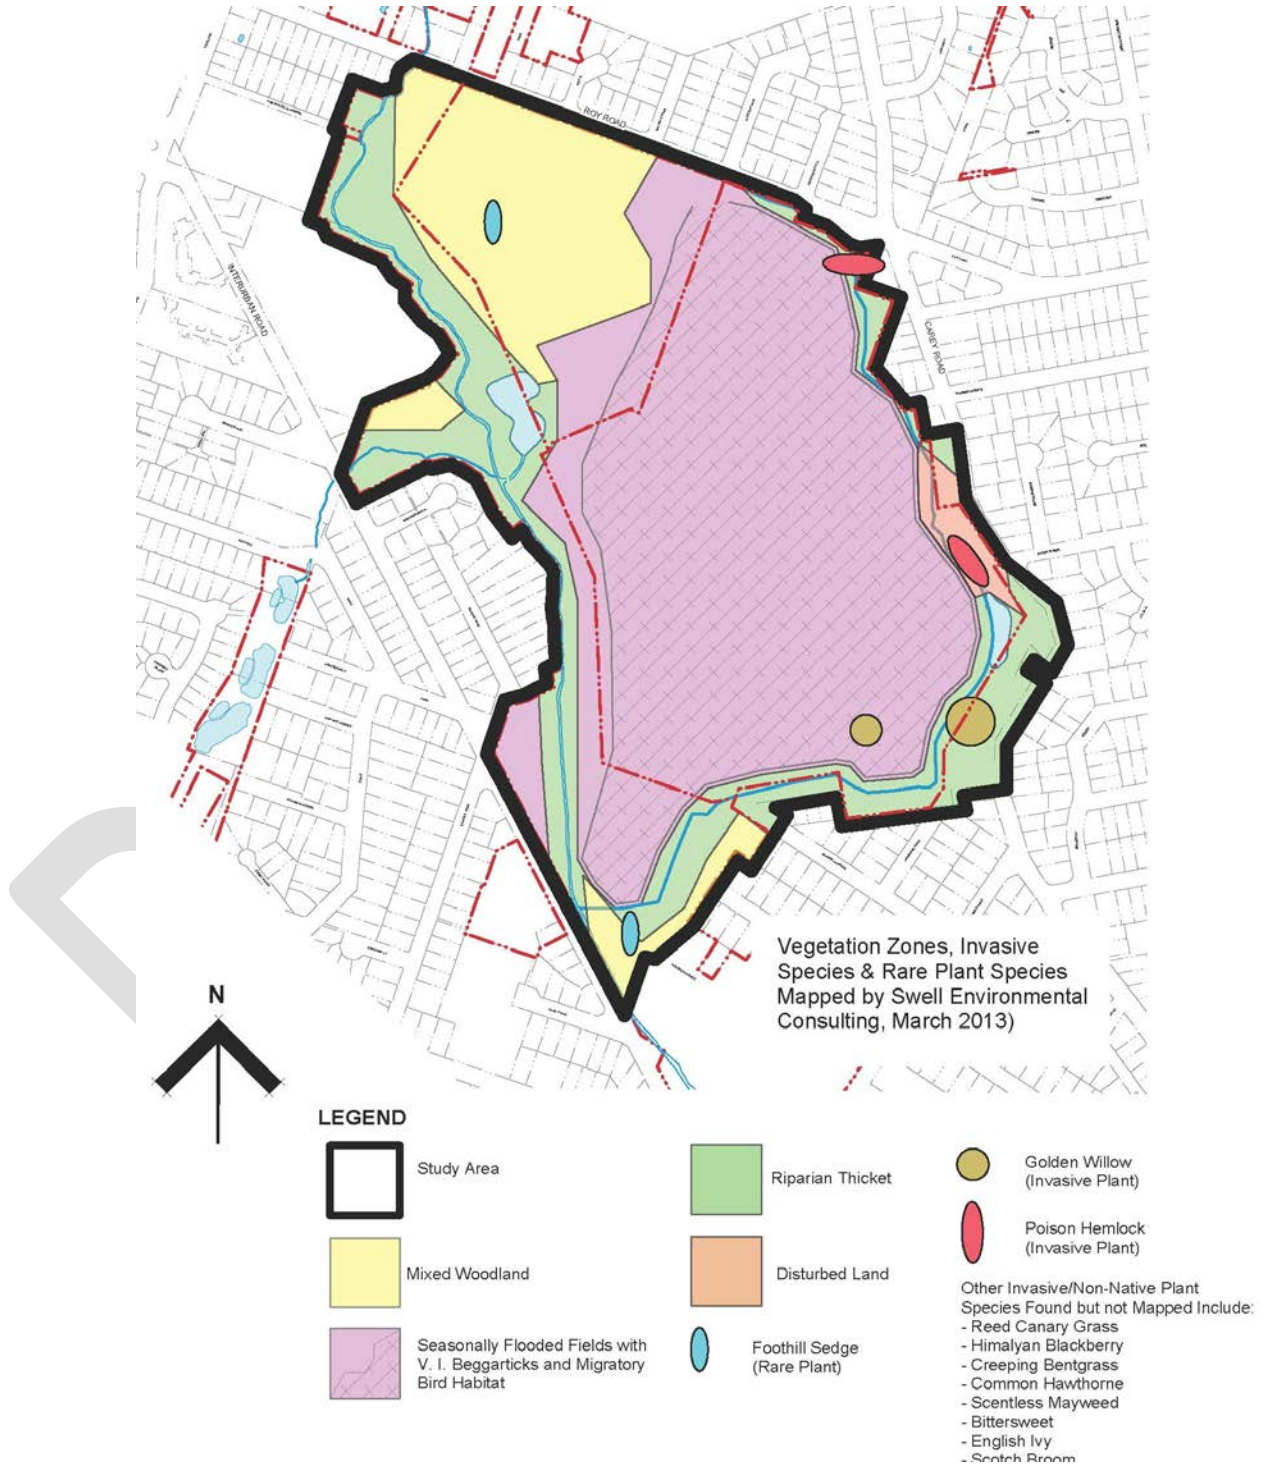 ROY ROAD
INTERURBAN ROAD
CAREY ROAD
Vegetation Zones, Invasive
Species & Rare Plant Species
Mapped by Swell Environmental
Consulting, March 2013)
N
LEGEND
Study Area
Mixed Woodland
Seasonally Flooded Fields with
V. I. Beggarticks and Migratory
Bird Habitat
Riparian Thicket
Disturbed Land
Foothill Sedge
(Rare Plant)
Golden Willow
(Invasive Plant)
Poison Hemlock
(Invasive Plant)
Other Invasive/Non-Native Plant
Species Found but not Mapped Include:
- Reed Canary Grass
- Himalyan Blackberry
- Creeping Bentgrass
- Common Hawthorne
- Scentless Mayweed
- Bittersweet
- English Ivy
- Scotch Broom